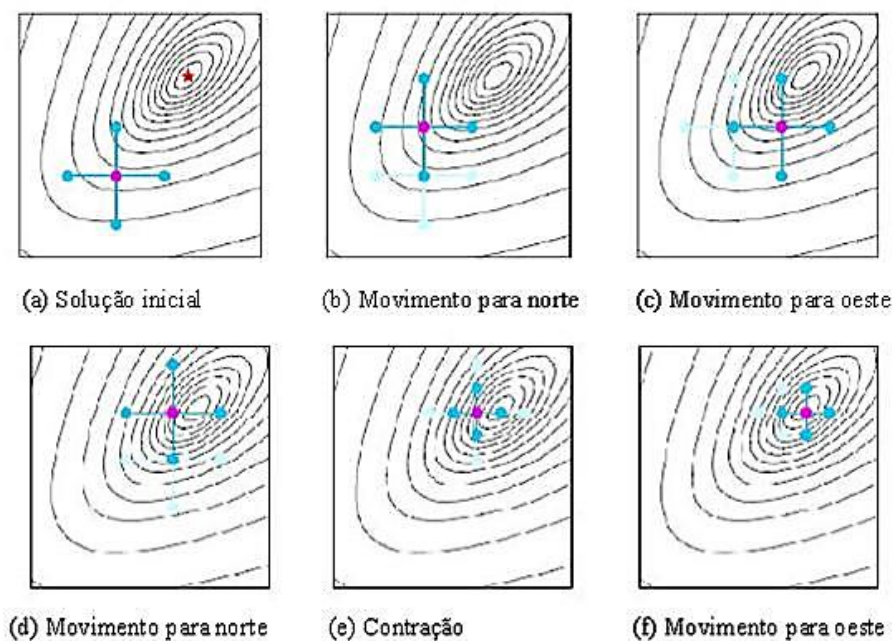 (a) Solução inicial
(b) Movimento para norte
(c) Movimento para oeste
(d) Movimento para norte
(e) Contração
(f) Movimento para oeste